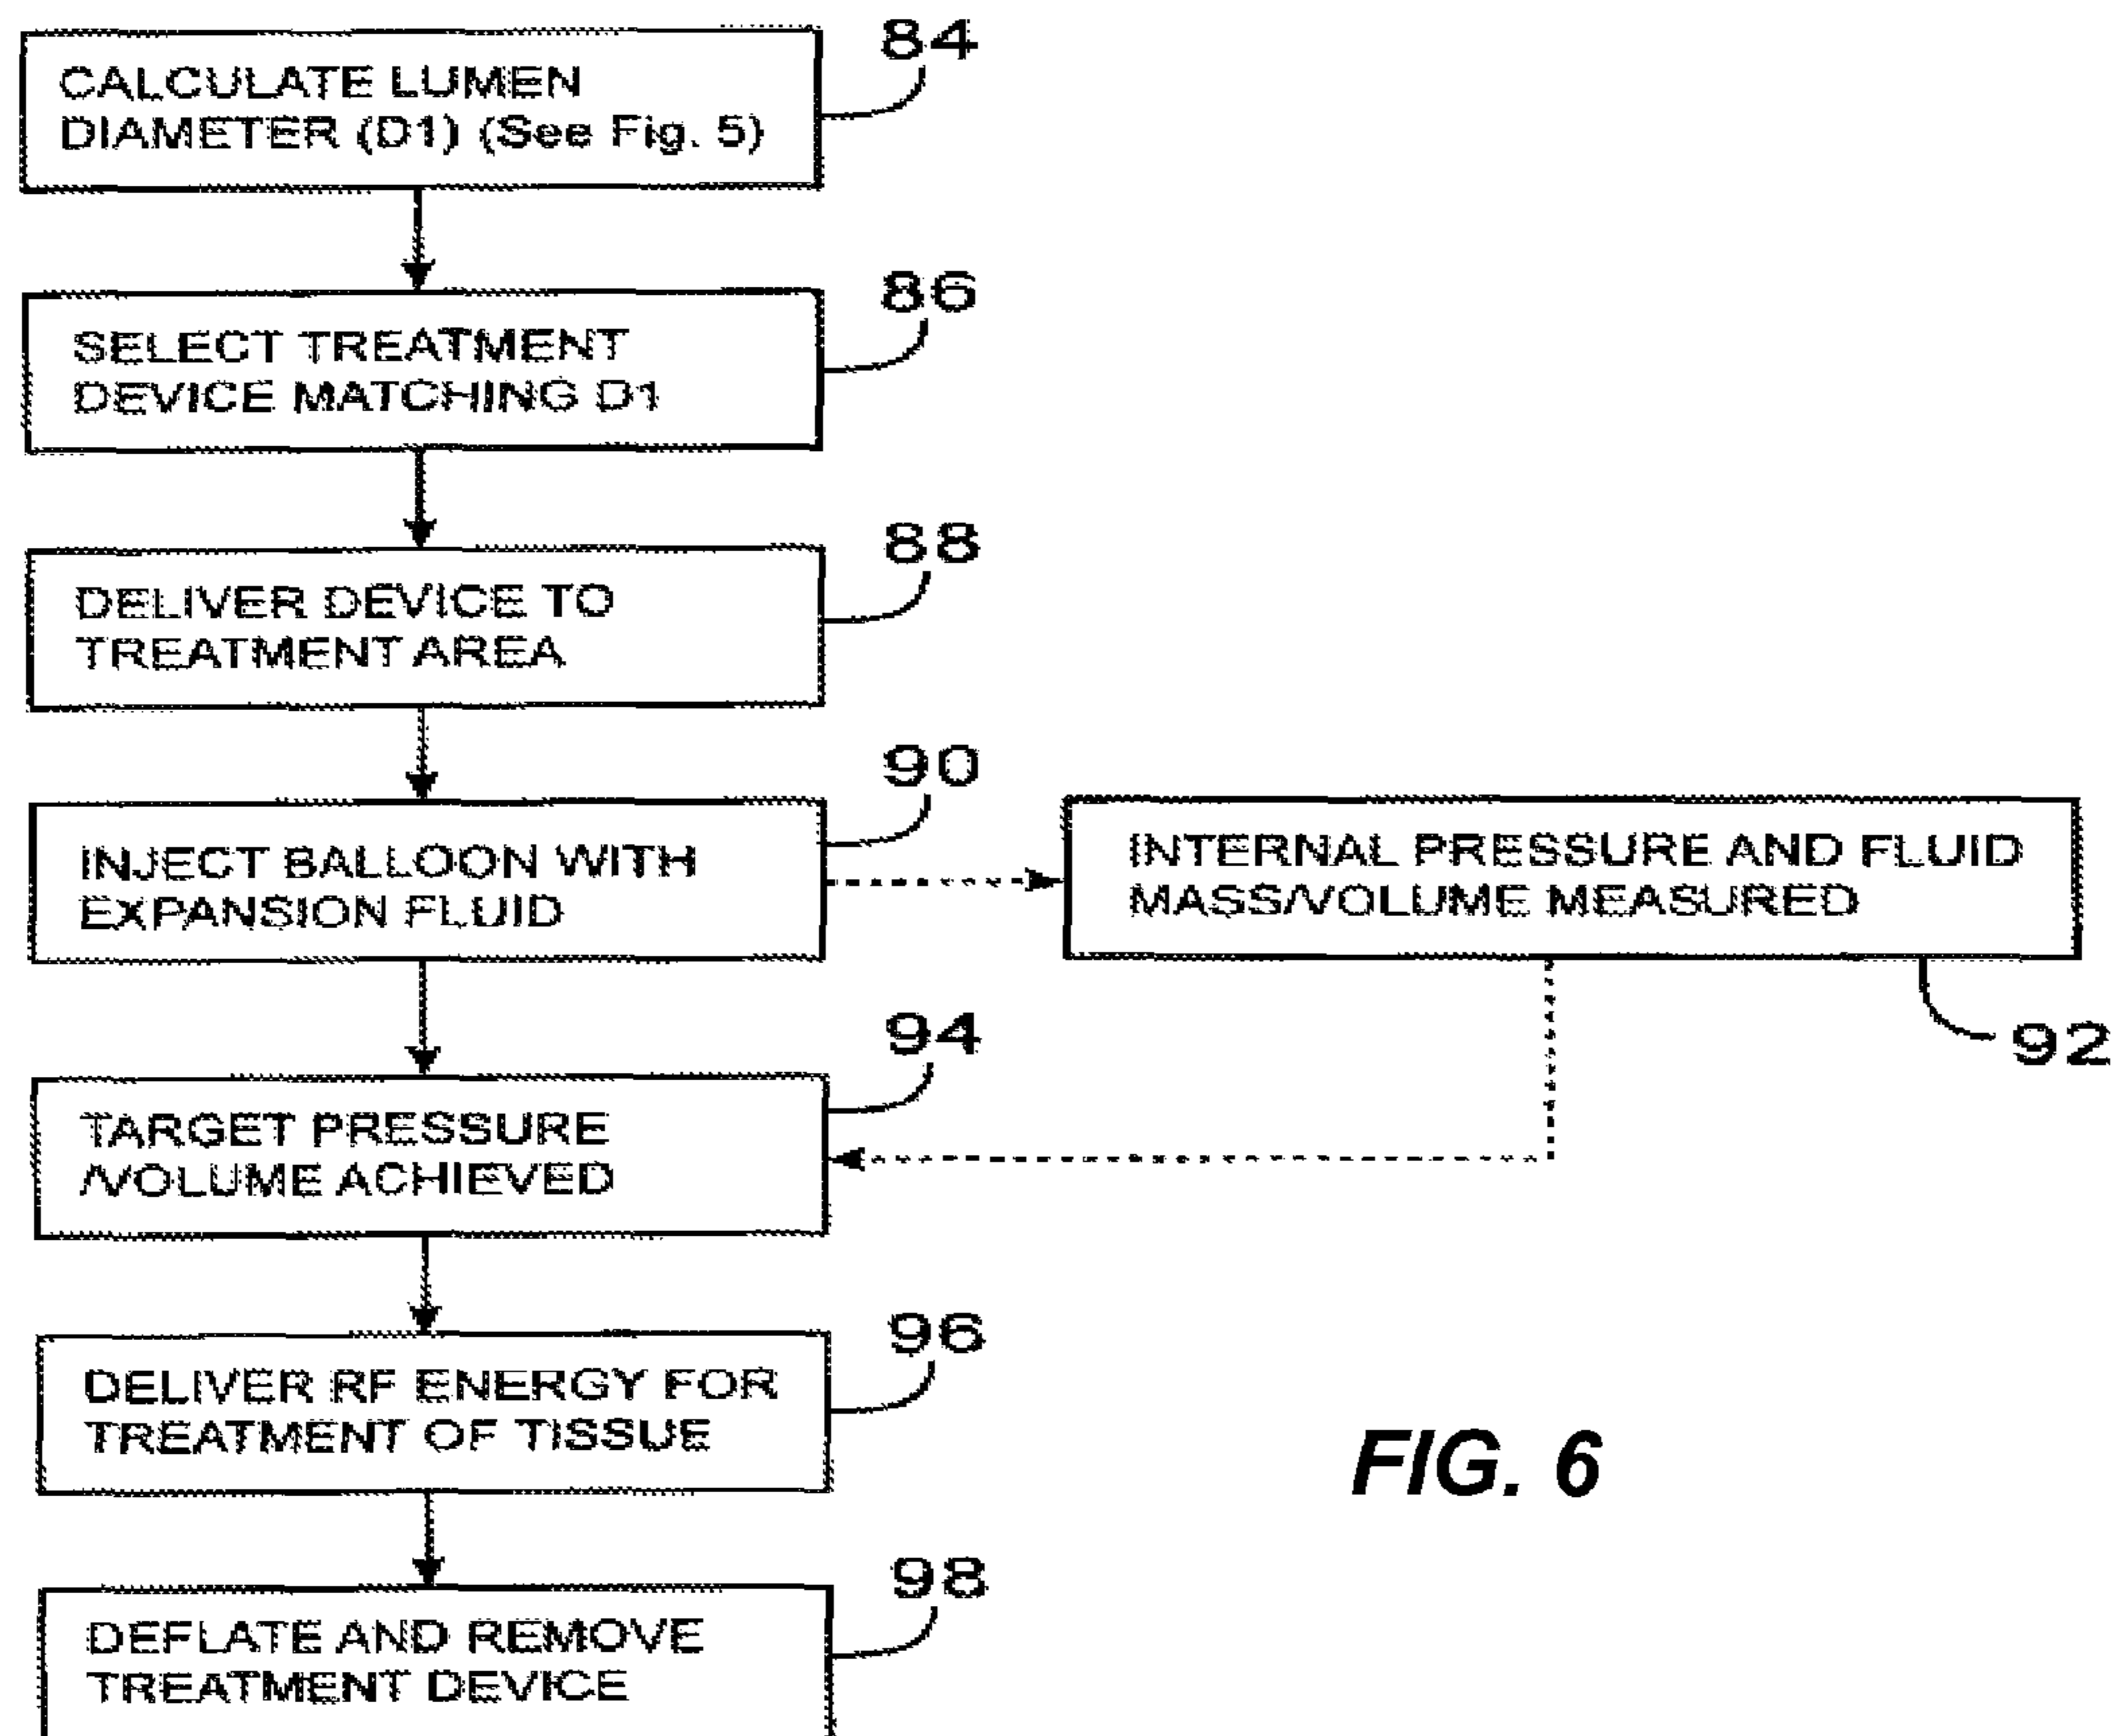 84
CALCULATE LUMEN
DIAMETER (D1) (See Fig. 5)
86
SELECT TREATMENT
DEVICE MATCHING D1
88
DELIVER DEVICE TO
TREATMENT AREA
90
INJECT BALLOON WITH
EXPANSION FLUID
INTERNAL PRESSURE AND FLUID
MASS/VOLUME MEASURED
92
94
TARGET PRESSURE
/VOLUME ACHIEVED
96
DELIVER RF ENERGY FOR
TREATMENT OF TISSUE
FIG. 6
98
DEFLATE AND REMOVE
TREATMENT DEVICE